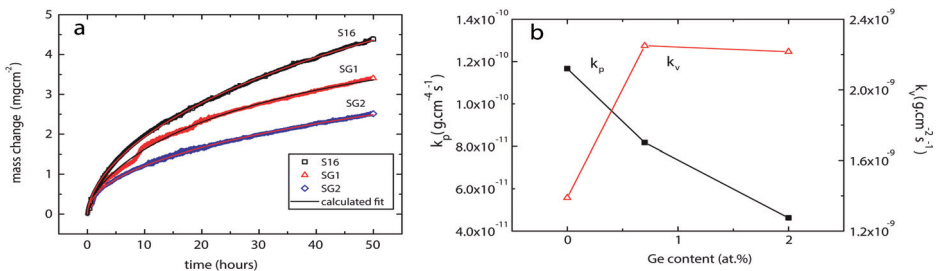 a
mass change (mgcm⁻²)
5
4
3
2
1
0
S16
SG1
SG2
S16
SG1
SG2
calculated fit
0
10
20
30
40
50
time (hours)
b
kₚ(g.cm⁻⁴s⁻¹)
1.4x10⁻¹⁰
1.2x10⁻¹⁰
1.0x10⁻¹⁰
8.0x10⁻¹¹
6.0x10⁻¹¹
4.0x10⁻¹¹
kₚ
kᵥ
2.4x10⁻⁹
2.0x10⁻⁹
1.6x10⁻⁹
1.2x10⁻⁹
kᵥ(g.cm⁻²s⁻¹)
0
1
2
Ge content (at.%)